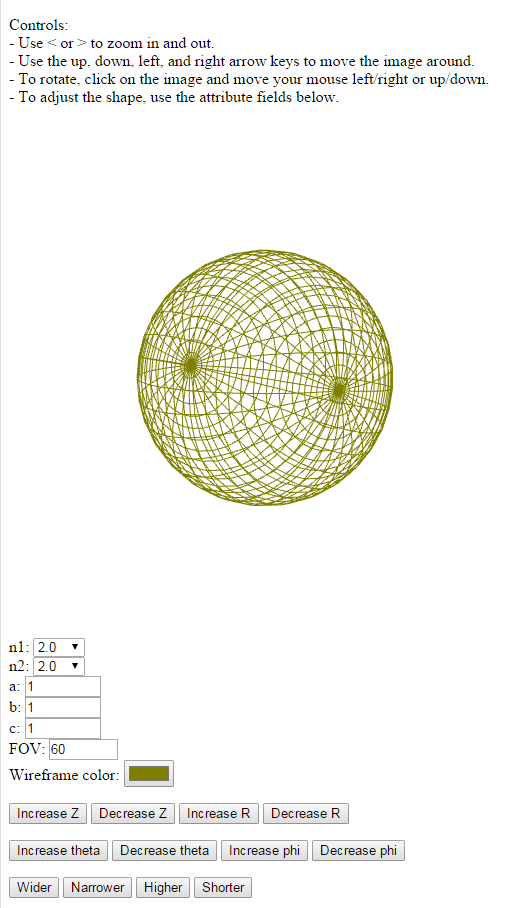 Controls:
- Use < or > to zoom in and out.
- Use the up, down, left, and right arrow keys to move the image around.
- To rotate, click on the image and move your mouse left/right or up/down.
- To adjust the shape, use the attribute fields below.
n1: 2.0
n2: 2.0
a: 1
b: 1
c: 1
FOV: 60
Wireframe color:
Increase Z Decrease Z Increase R Decrease R
Increase theta Decrease theta Increase phi Decrease phi
Wider Narrower Higher Shorter